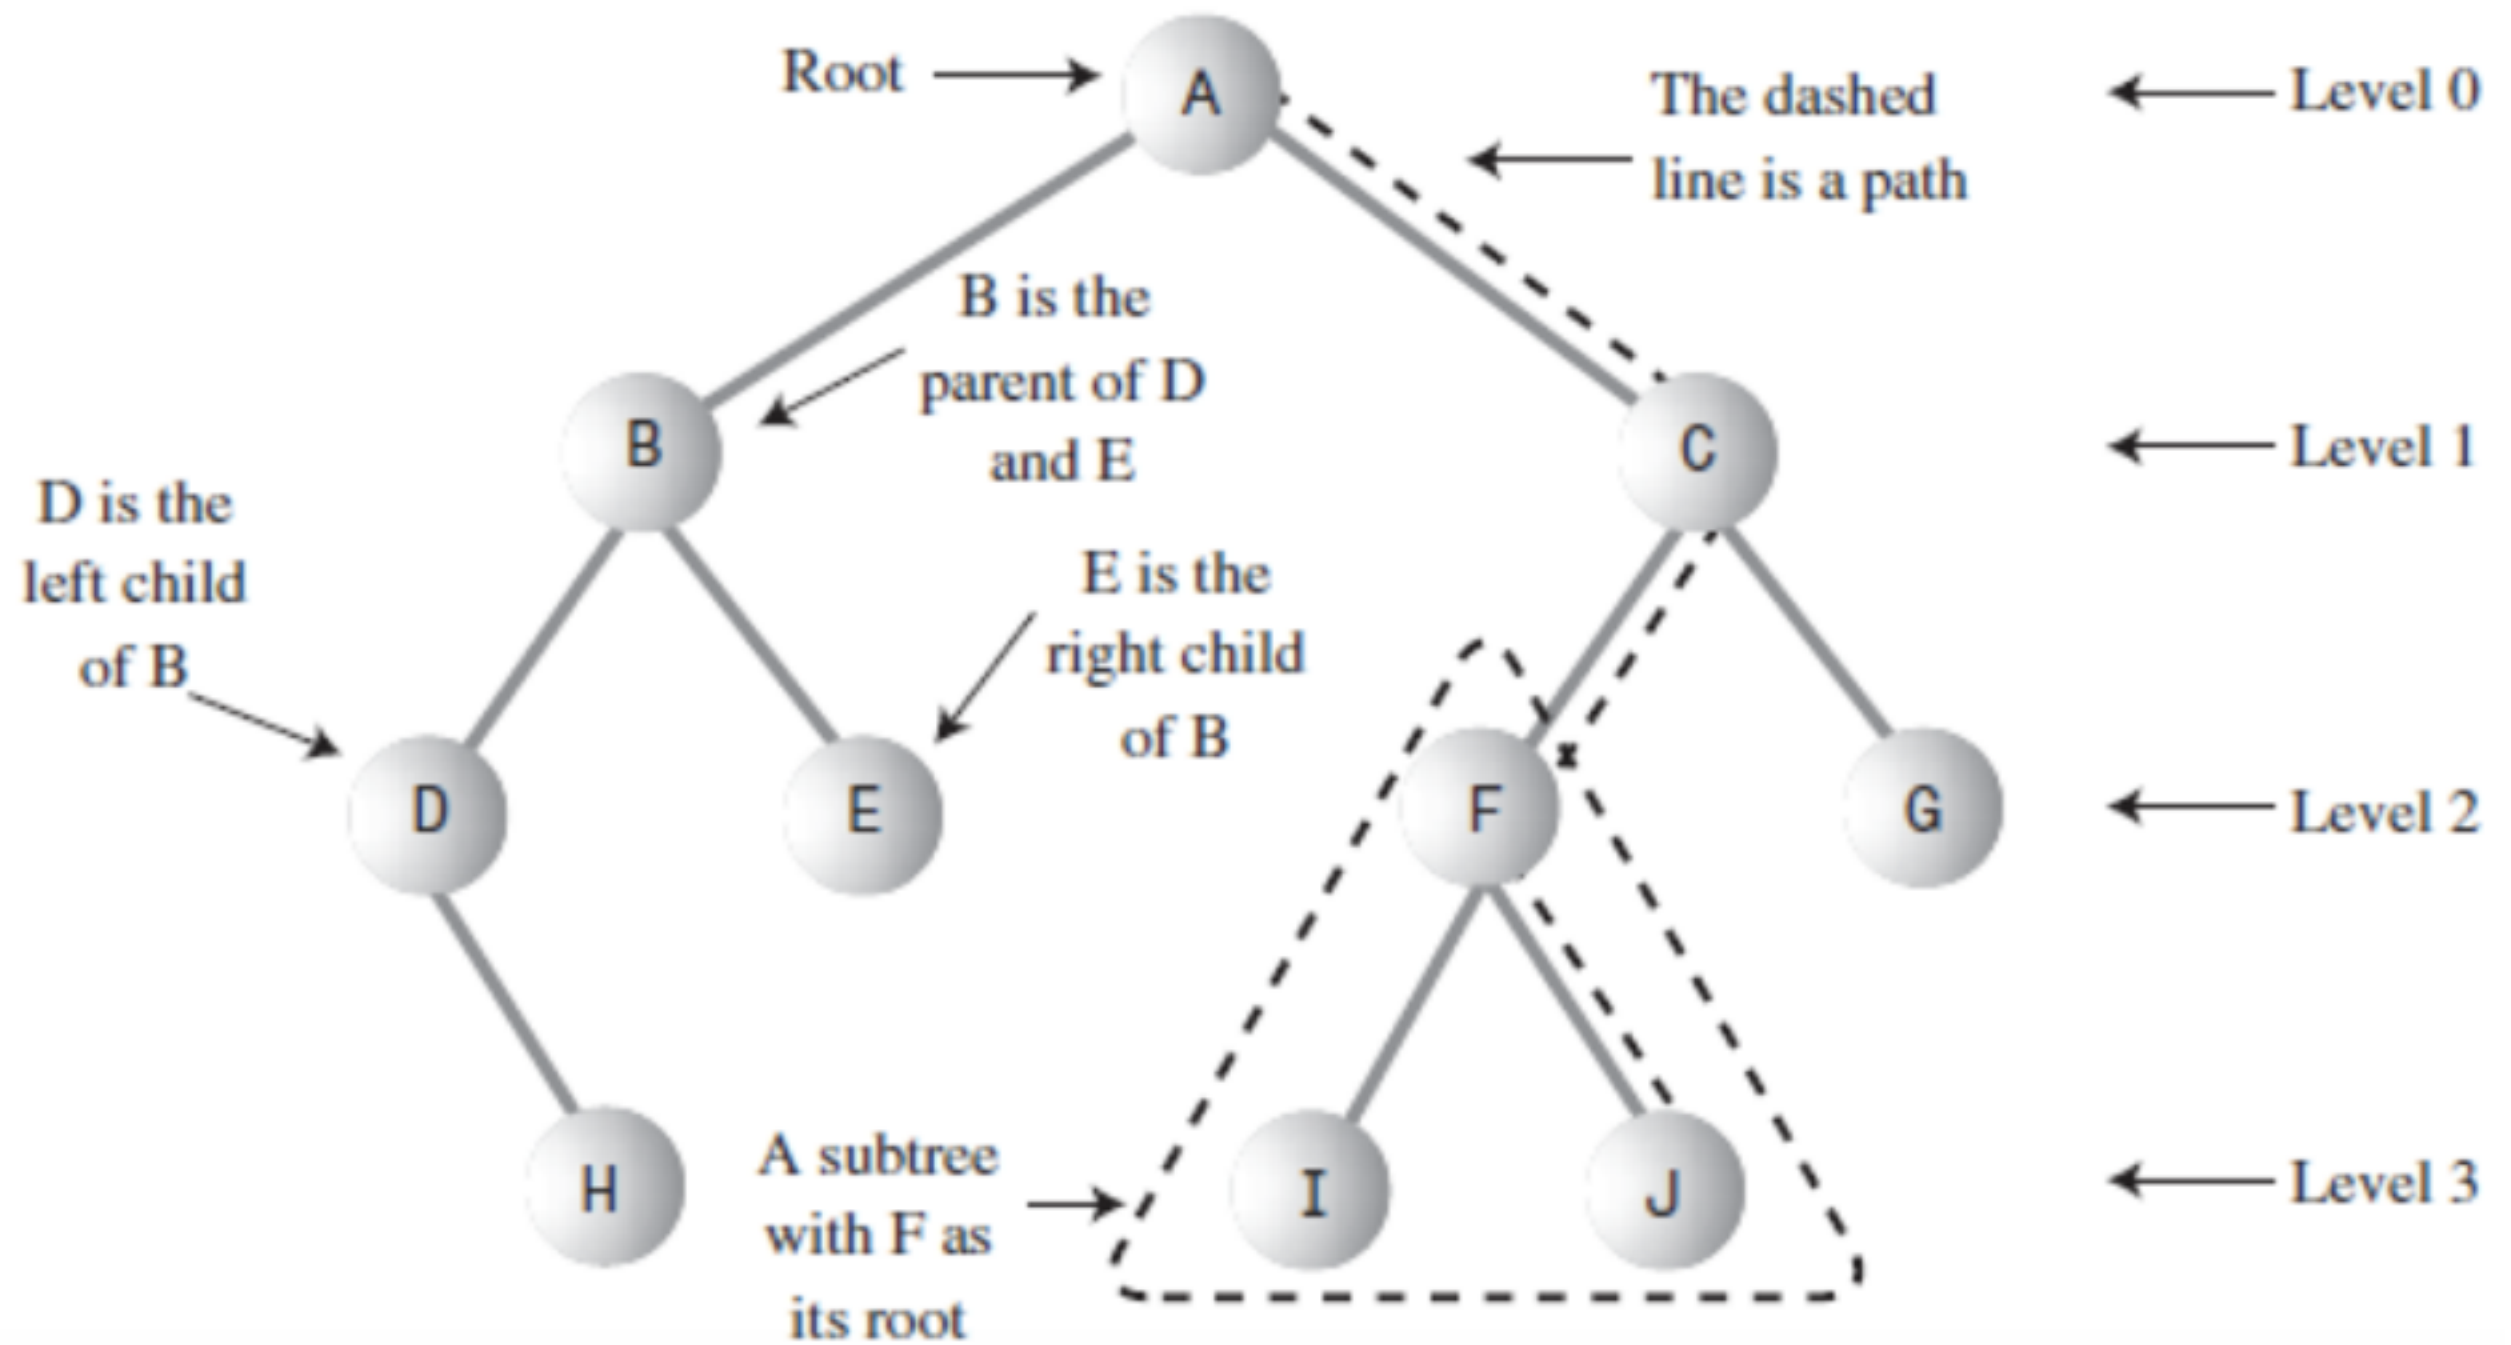 Root
A
The dashed
line is a path
Level 0
B is the
parent of D
and E
B
C
Level 1
D is the
left child
of B
E is the
right child
of B
D
E
F
G
Level 2
A subtree
with F as
its root
H
I
J
Level 3